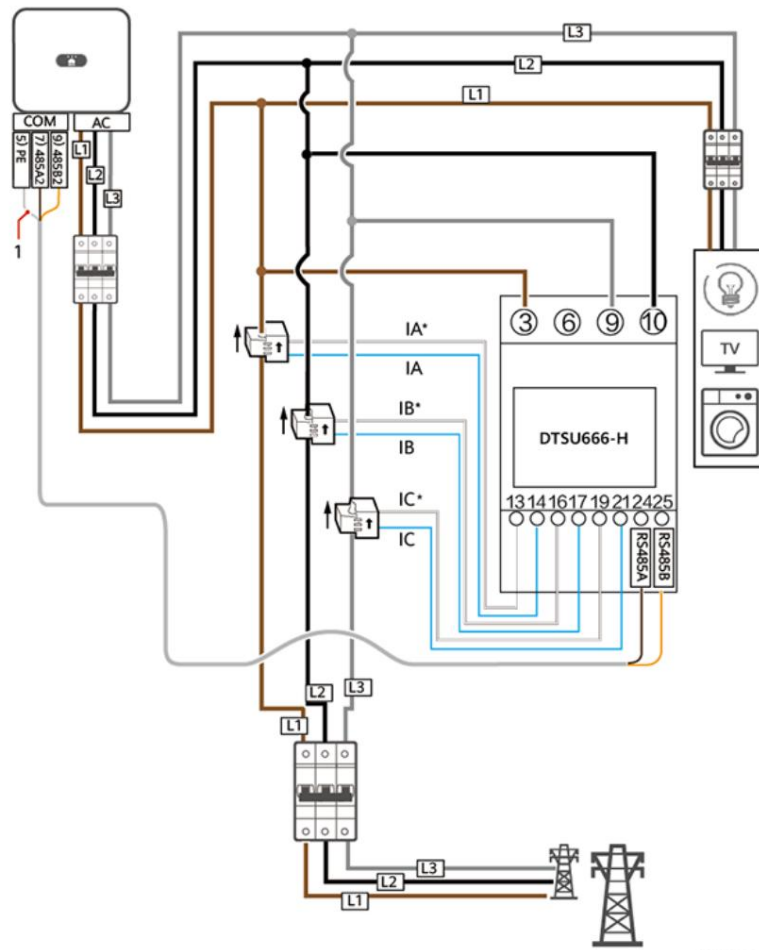 L3
L2
L1
COM
AC
5) PE
7) 485A2
9) 485B2
L1
L2
L3
1
3
6
9
10
IA*
IA
TV
IB*
IB
DTSU666-H
IC*
IC
13 14 16 17 19 21 24 25
RS485A
RS485B
L2
L3
L1
L3
L2
L1